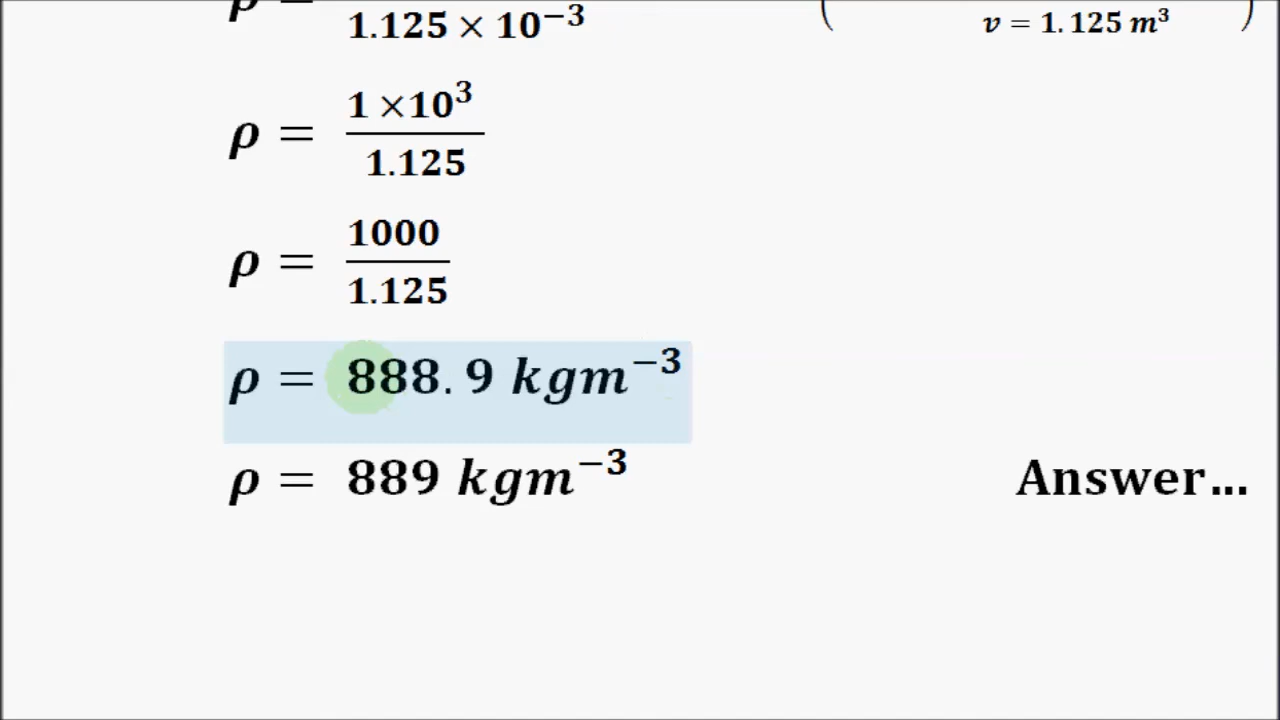 ρ =
1.125 × 10⁻³
v = 1.125 m³
ρ = 1 ×10³ / 1.125
ρ = 1000 / 1.125
ρ = 888.9 kgm⁻³
ρ = 889 kgm⁻³ Answer...